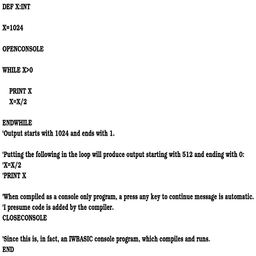 DEF X:INT
X=1024
OPENCONSOLE
WHILE X>0
PRINT X
X=X/2
ENDWHILE
'Output starts with 1024 and ends with 1.
'Putting the following in the loop will produce output starting with 512 and ending with 0:
'X=X/2
'PRINT X
'When compiled as a console only program, a press any key to continue message is automatic.
'I presume code is added by the compiler.
CLOSECONSOLE
'Since this is, in fact, an IWBASIC console program, which compiles and runs.
END